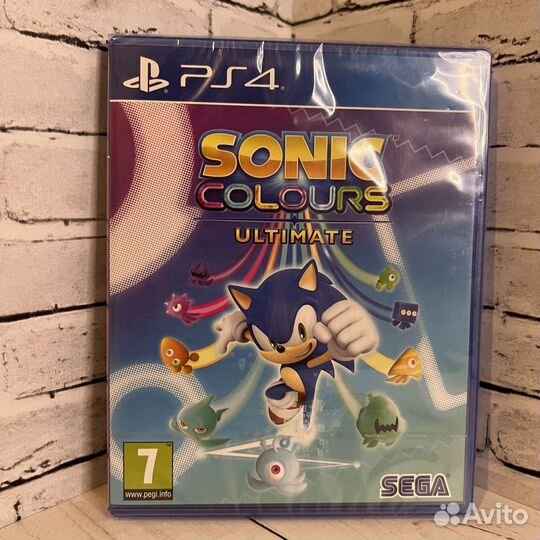 PS4
SONIC
COLOURS
ULTIMATE
7
www.pegi.info
SEGA
Avito